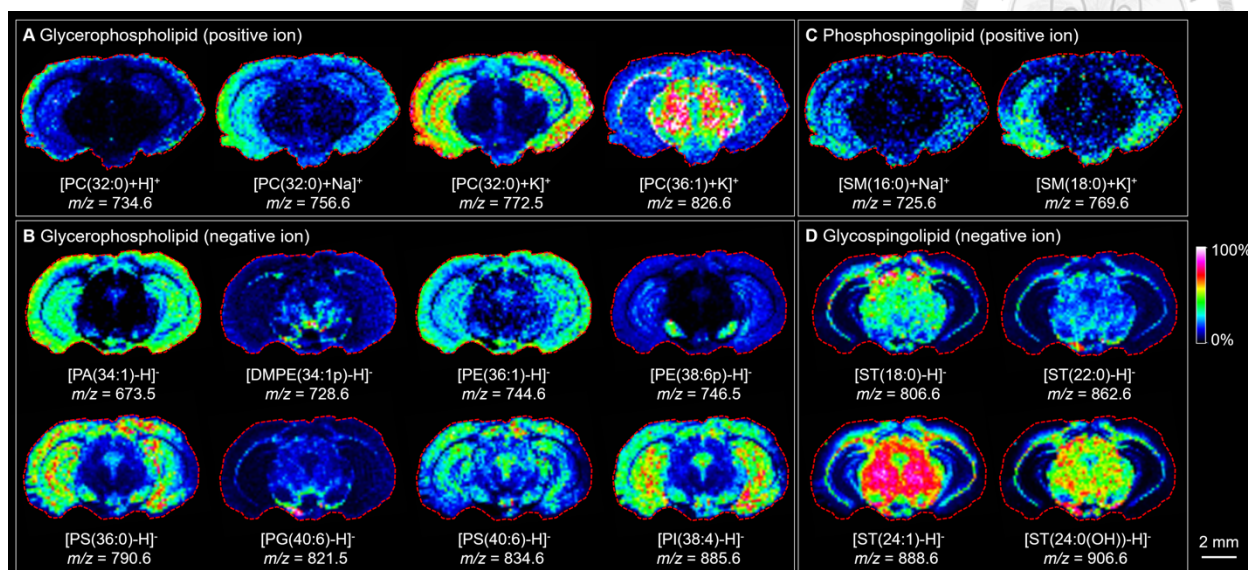 A Glycerophospholipid (positive ion)
[PC(32:0)+H]+
m/z = 734.6
[PC(32:0)+Na]+
m/z = 756.6
[PC(32:0)+K]+
m/z = 772.5
[PC(36:1)+K]+
m/z = 826.6
C Phosphospingolipid (positive ion)
[SM(16:0)+Na]+
m/z = 725.6
[SM(18:0)+K]+
m/z = 769.6
B Glycerophospholipid (negative ion)
[PA(34:1)-H]-
m/z = 673.5
[DMPE(34:1p)-H]-
m/z = 728.6
[PE(36:1)-H]-
m/z = 744.6
[PE(38:6p)-H]-
m/z = 746.5
[PS(36:0)-H]-
m/z = 790.6
[PG(40:6)-H]-
m/z = 821.5
[PS(40:6)-H]-
m/z = 834.6
[PI(38:4)-H]-
m/z = 885.6
D Glycospingolipid (negative ion)
[ST(18:0)-H]-
m/z = 806.6
[ST(22:0)-H]-
m/z = 862.6
[ST(24:1)-H]-
m/z = 888.6
[ST(24:0(OH))-H]-
m/z = 906.6
100%
0%
2 mm